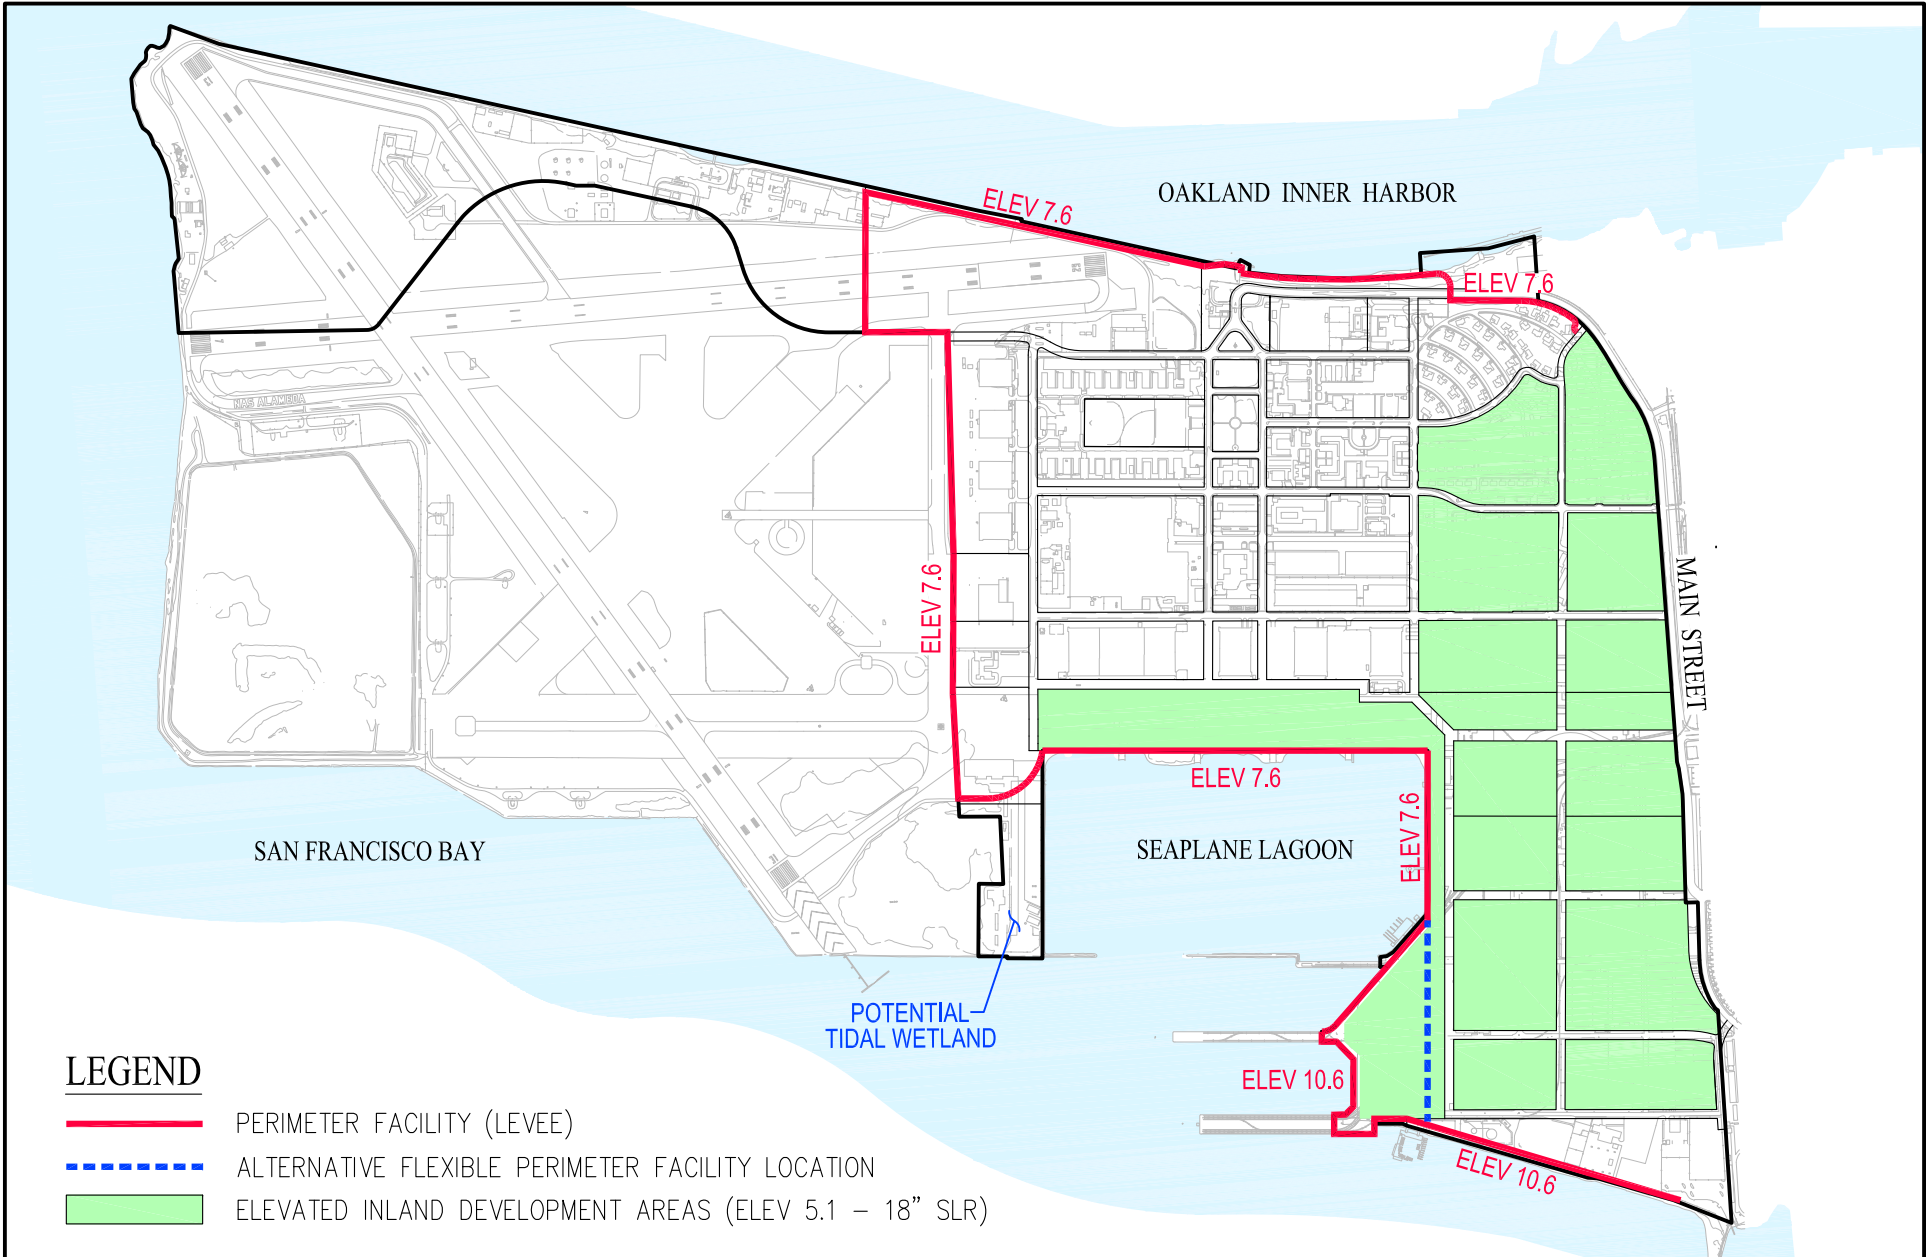 OAKLAND INNER HARBOR
ELEV 7.6
ELEV 7.6
NAS ALAMEDA
ELEV 7.6
MAIN STREET
ELEV 7.6
ELEV 7.6
SAN FRANCISCO BAY
SEAPLANE LAGOON
POTENTIAL
TIDAL WETLAND
ELEV 10.6
ELEV 10.6
LEGEND
PERIMETER FACILITY (LEVEE)
ALTERNATIVE FLEXIBLE PERIMETER FACILITY LOCATION
ELEVATED INLAND DEVELOPMENT AREAS (ELEV 5.1 – 18” SLR)